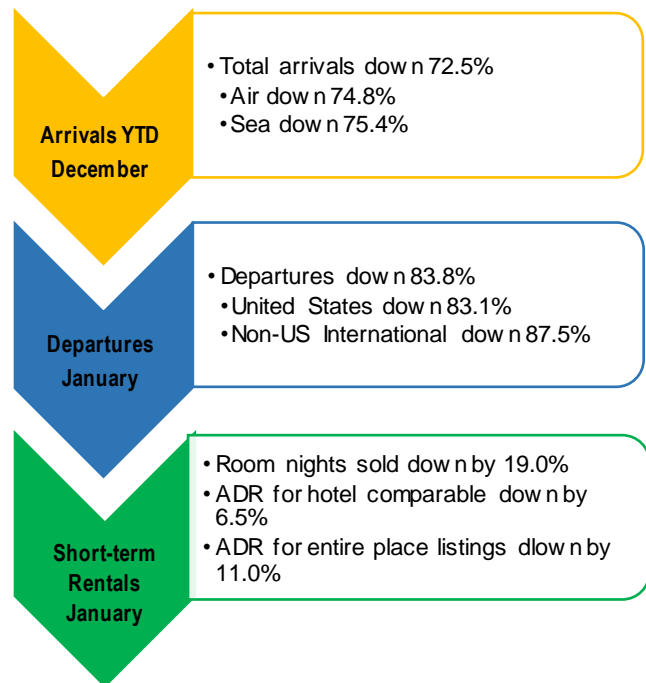 Arrivals YTD
December
• Total arrivals down 72.5%
• Air down 74.8%
• Sea down 75.4%
Departures
January
• Departures down 83.8%
• United States down 83.1%
• Non-US International down 87.5%
Short-term
Rentals
January
• Room nights sold down by 19.0%
• ADR for hotel comparable down by
6.5%
• ADR for entire place listings dlown by
11.0%